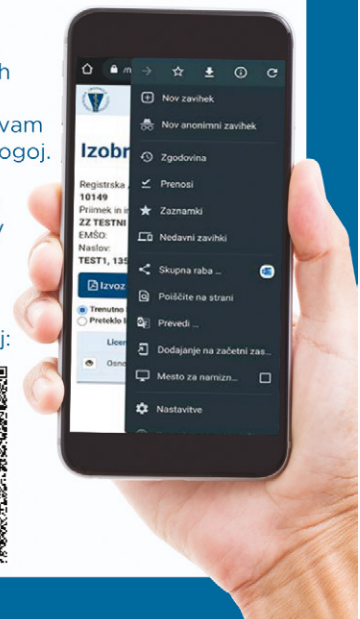 h
vam
ogoj.
j:
Izobr
Registrska
10149
Priimek in i
ZZ TESTNI
EMŠO:
Naslov:
TEST1, 135
Izvoz
Trenutno
Preteklo
Licen
Osno
Nov zavihek
Nov anonimni zavihek
Zgodovina
Prenosi
Zaznamki
Nedavni zavihki
Skupna raba ...
Poiščite na strani
Prevedi ...
Dodajanje na začetni zas...
Mesto za namizn...
Nastavitve